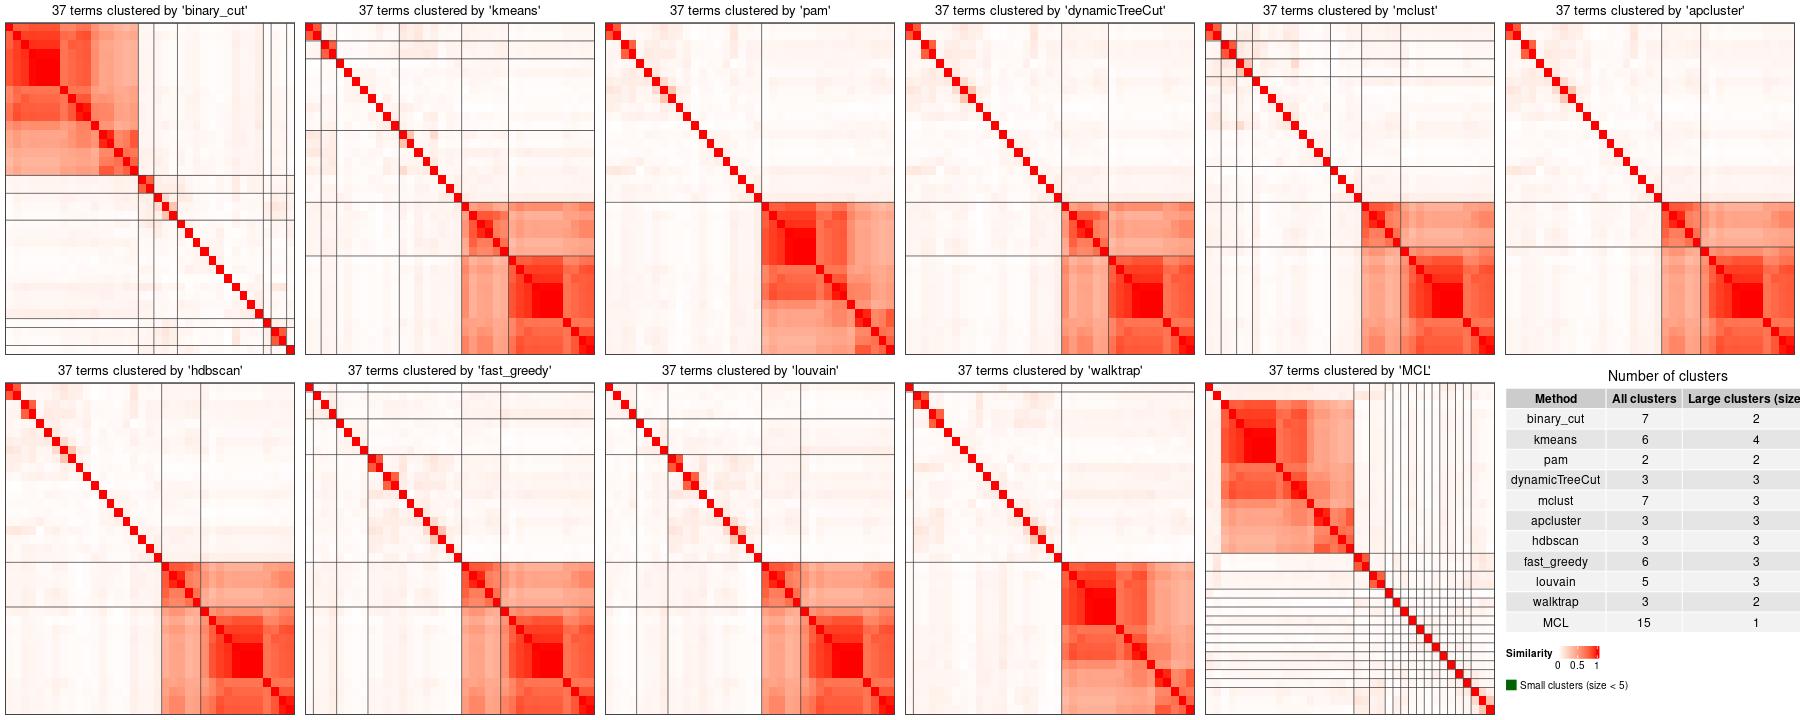 37 terms clustered by 'binary_cut'
37 terms clustered by 'kmeans'
37 terms clustered by 'pam'
37 terms clustered by 'dynamicTreeCut'
37 terms clustered by 'mclust'
37 terms clustered by 'apcluster'
37 terms clustered by 'hdbscan'
37 terms clustered by 'fast_greedy'
37 terms clustered by 'louvain'
37 terms clustered by 'walktrap'
37 terms clustered by 'MCL'
Number of clusters
Method All clusters Large clusters (size
binary_cut 7 2
kmeans 6 4
pam 2 2
dynamicTreeCut 3 3
mclust 7 3
apcluster 3 3
hdbscan 3 3
fast_greedy 6 3
louvain 5 3
walktrap 3 2
MCL 15 1
Similarity
0 0.5 1
Small clusters (size < 5)